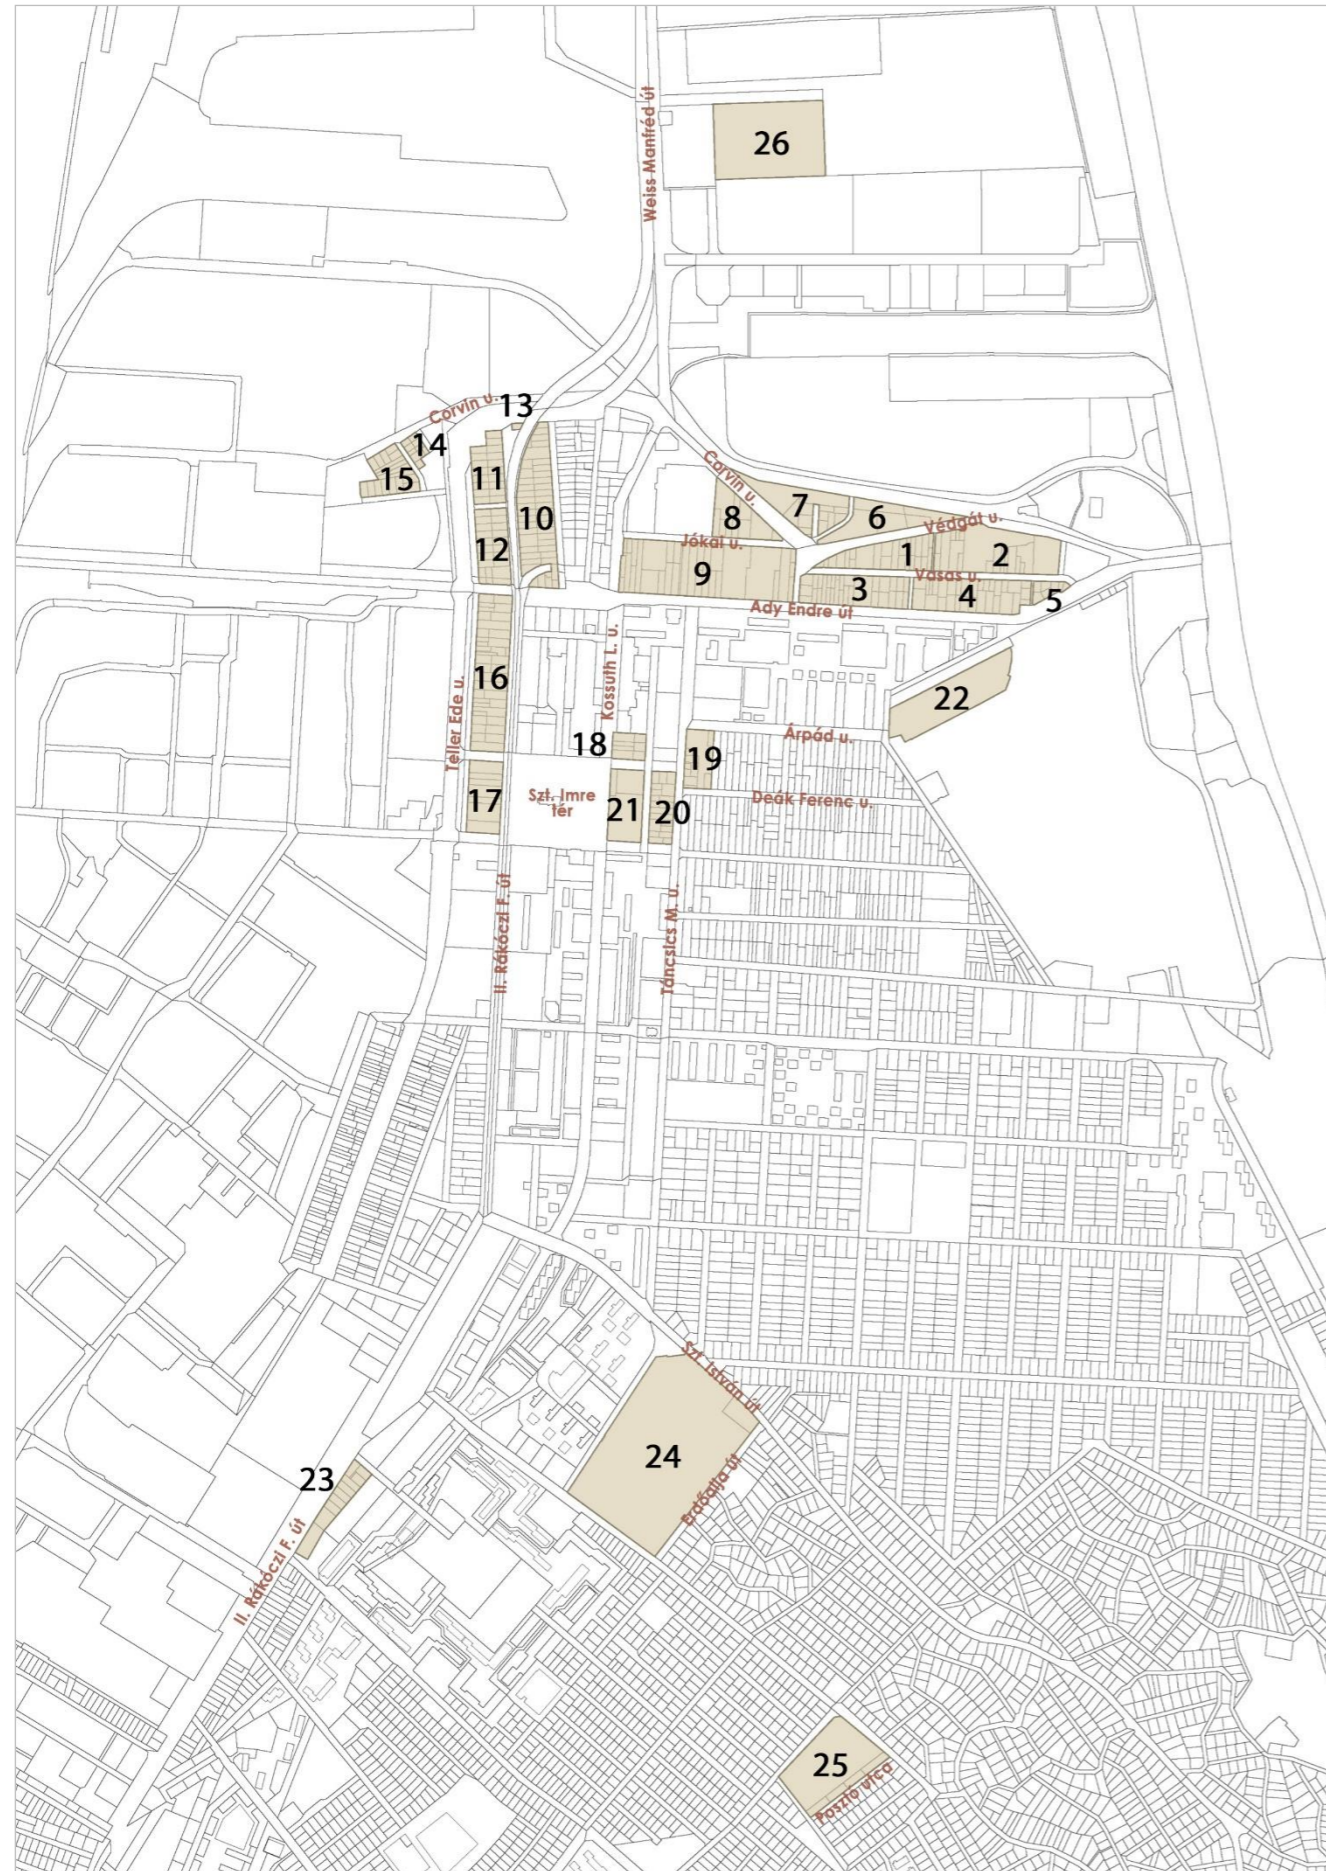 Weiss Manfréd út
26
Corvin u.
13
14
15
11
10
12
Corvin u.
8
7
6
Védgát u.
Jókai u.
9
1
2
Vasas u.
3
4
5
Ady Endre út
16
Teller Ede u.
Kossuth L. u.
22
18
19
Árpád u.
17
Szt. Imre
tér
21
20
Deák Ferenc u.
II. Rákóczi F. út
Táncsics M. u.
Szt. István út
24
Erdőalja út
23
II. Rákóczi F. út
25
Posztó utca